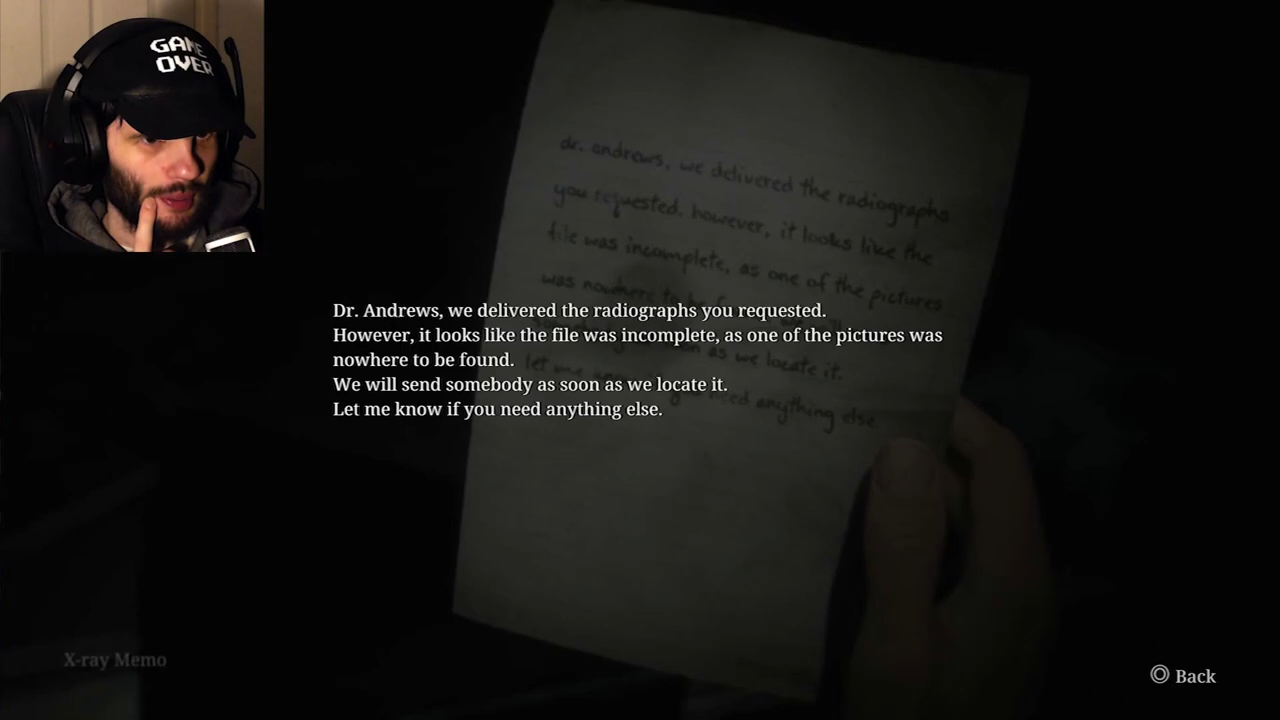 GAME
OVER
dr. andrews, we delivered the radiographs
you requested. however, it looks like the
file was incomplete, as one of the pictures
was nowhere to be
as we locate it.
let me need anything else.
Dr. Andrews, we delivered the radiographs you requested.
However, it looks like the file was incomplete, as one of the pictures was
nowhere to be found.
We will send somebody as soon as we locate it.
Let me know if you need anything else.
X-ray Memo
Back